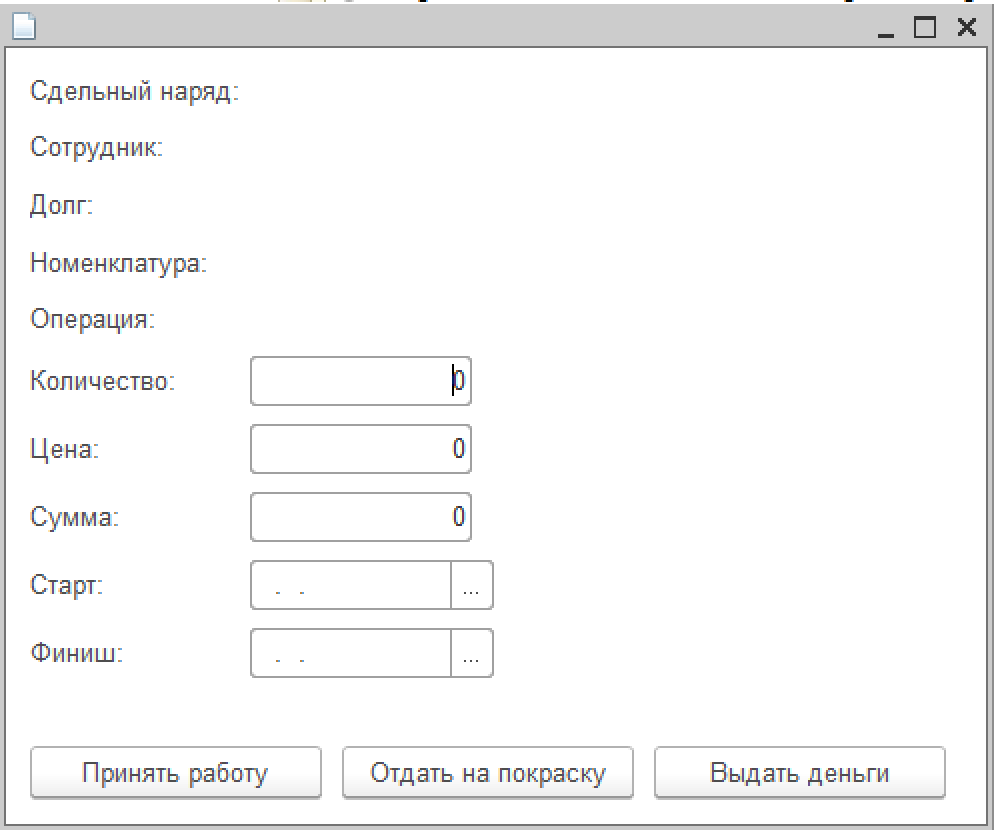 Сдельный наряд:
Сотрудник:
Долг:
Номенклатура:
Операция:
Количество: 0
Цена: 0
Сумма: 0
Старт: . . ...
Финиш: . . ...
Принять работу Отдать на покраску Выдать деньги